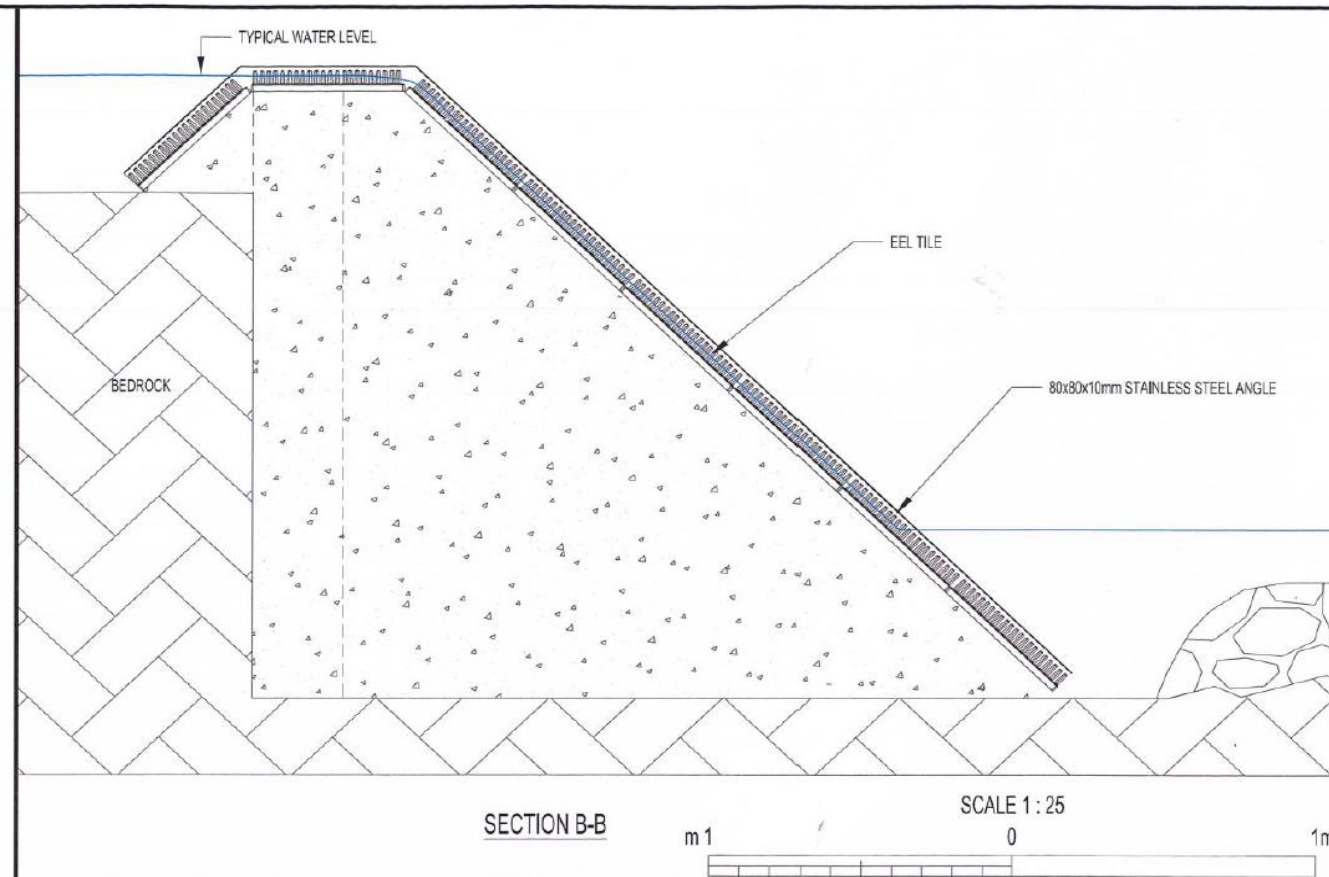 TYPICAL WATER LEVEL
EEL TILE
BEDROCK
80x80x10mm STAINLESS STEEL ANGLE
SECTION B-B
SCALE 1 : 25
m 1 0 1m